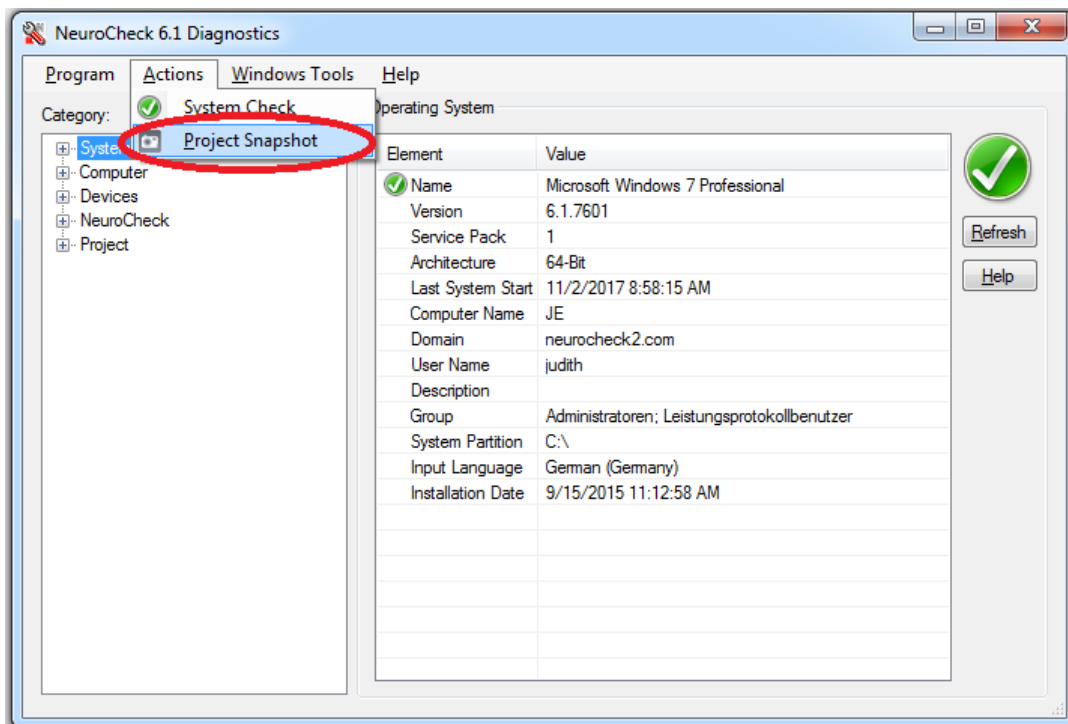 NeuroCheck 6.1 Diagnostics
Program Actions Windows Tools Help
System Check
Project Snapshot
Category:
System
Computer
Devices
NeuroCheck
Project
Operating System
Element Value
Name Microsoft Windows 7 Professional
Version 6.1.7601
Service Pack 1
Architecture 64-Bit
Last System Start 11/2/2017 8:58:15 AM
Computer Name JE
Domain neurocheck2.com
User Name judith
Description
Group Administratoren; Leistungsprotokollbenutzer
System Partition C:\
Input Language German (Germany)
Installation Date 9/15/2015 11:12:58 AM
Refresh
Help